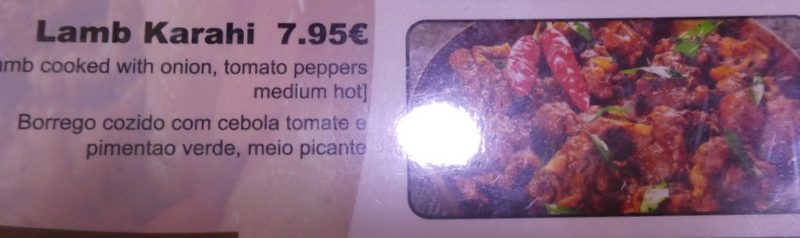 Lamb Karahi 7.95€
amb cooked with onion, tomato peppers
medium hot]
Borrego cozido com cebola tomate e
pimentao verde, meio picante